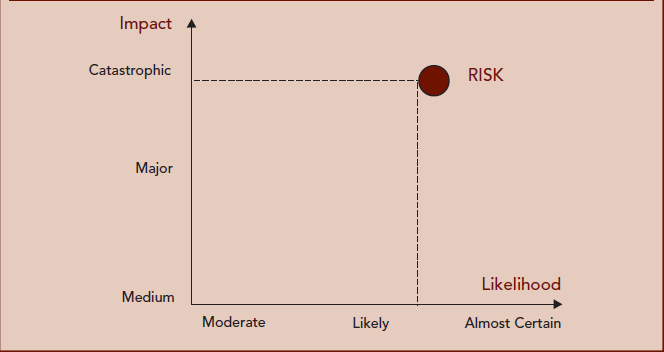 Impact
Catastrophic
RISK
Major
Likelihood
Medium
Moderate
Likely
Almost Certain